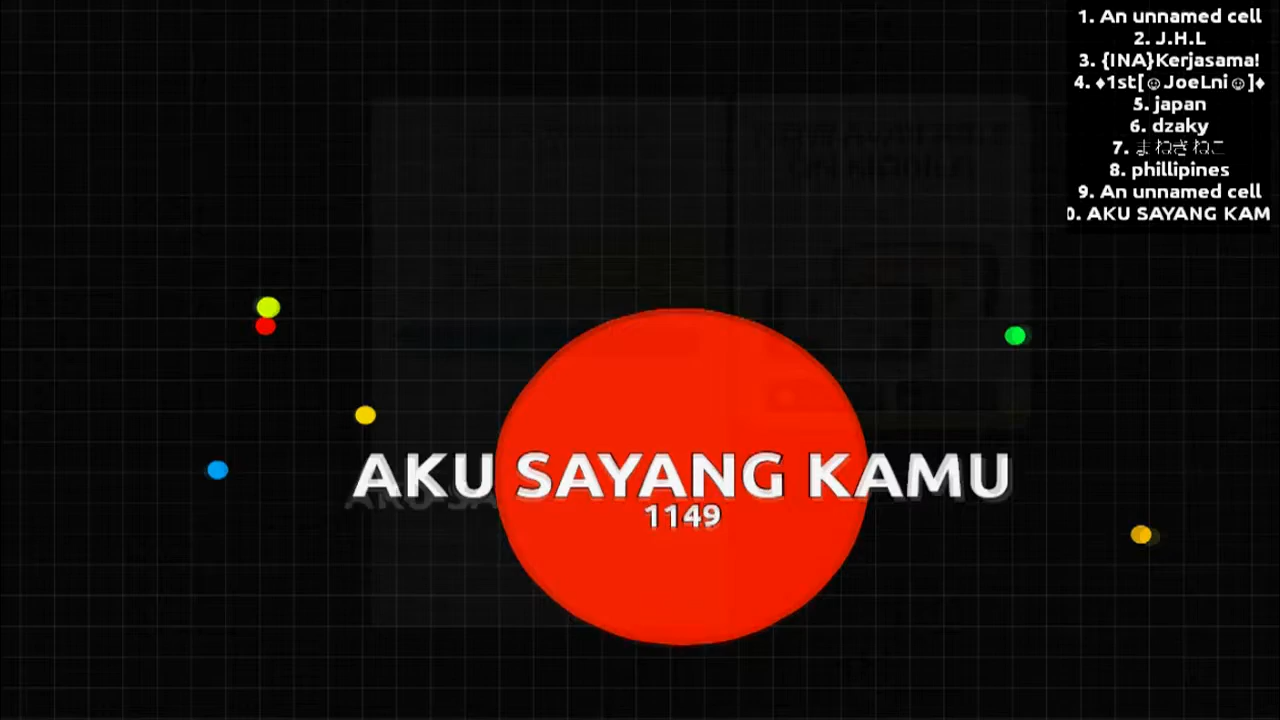 1. An unnamed cell
2. J.H.L
3. {INA}Kerjasama!
4. ♦1st[☺JoeLni☺]♦
5. japan
6. dzaky
7. まねきねこ
8. phillipines
9. An unnamed cell
0. AKU SAYANG KAM
AKU SAYANG KAMU
1149